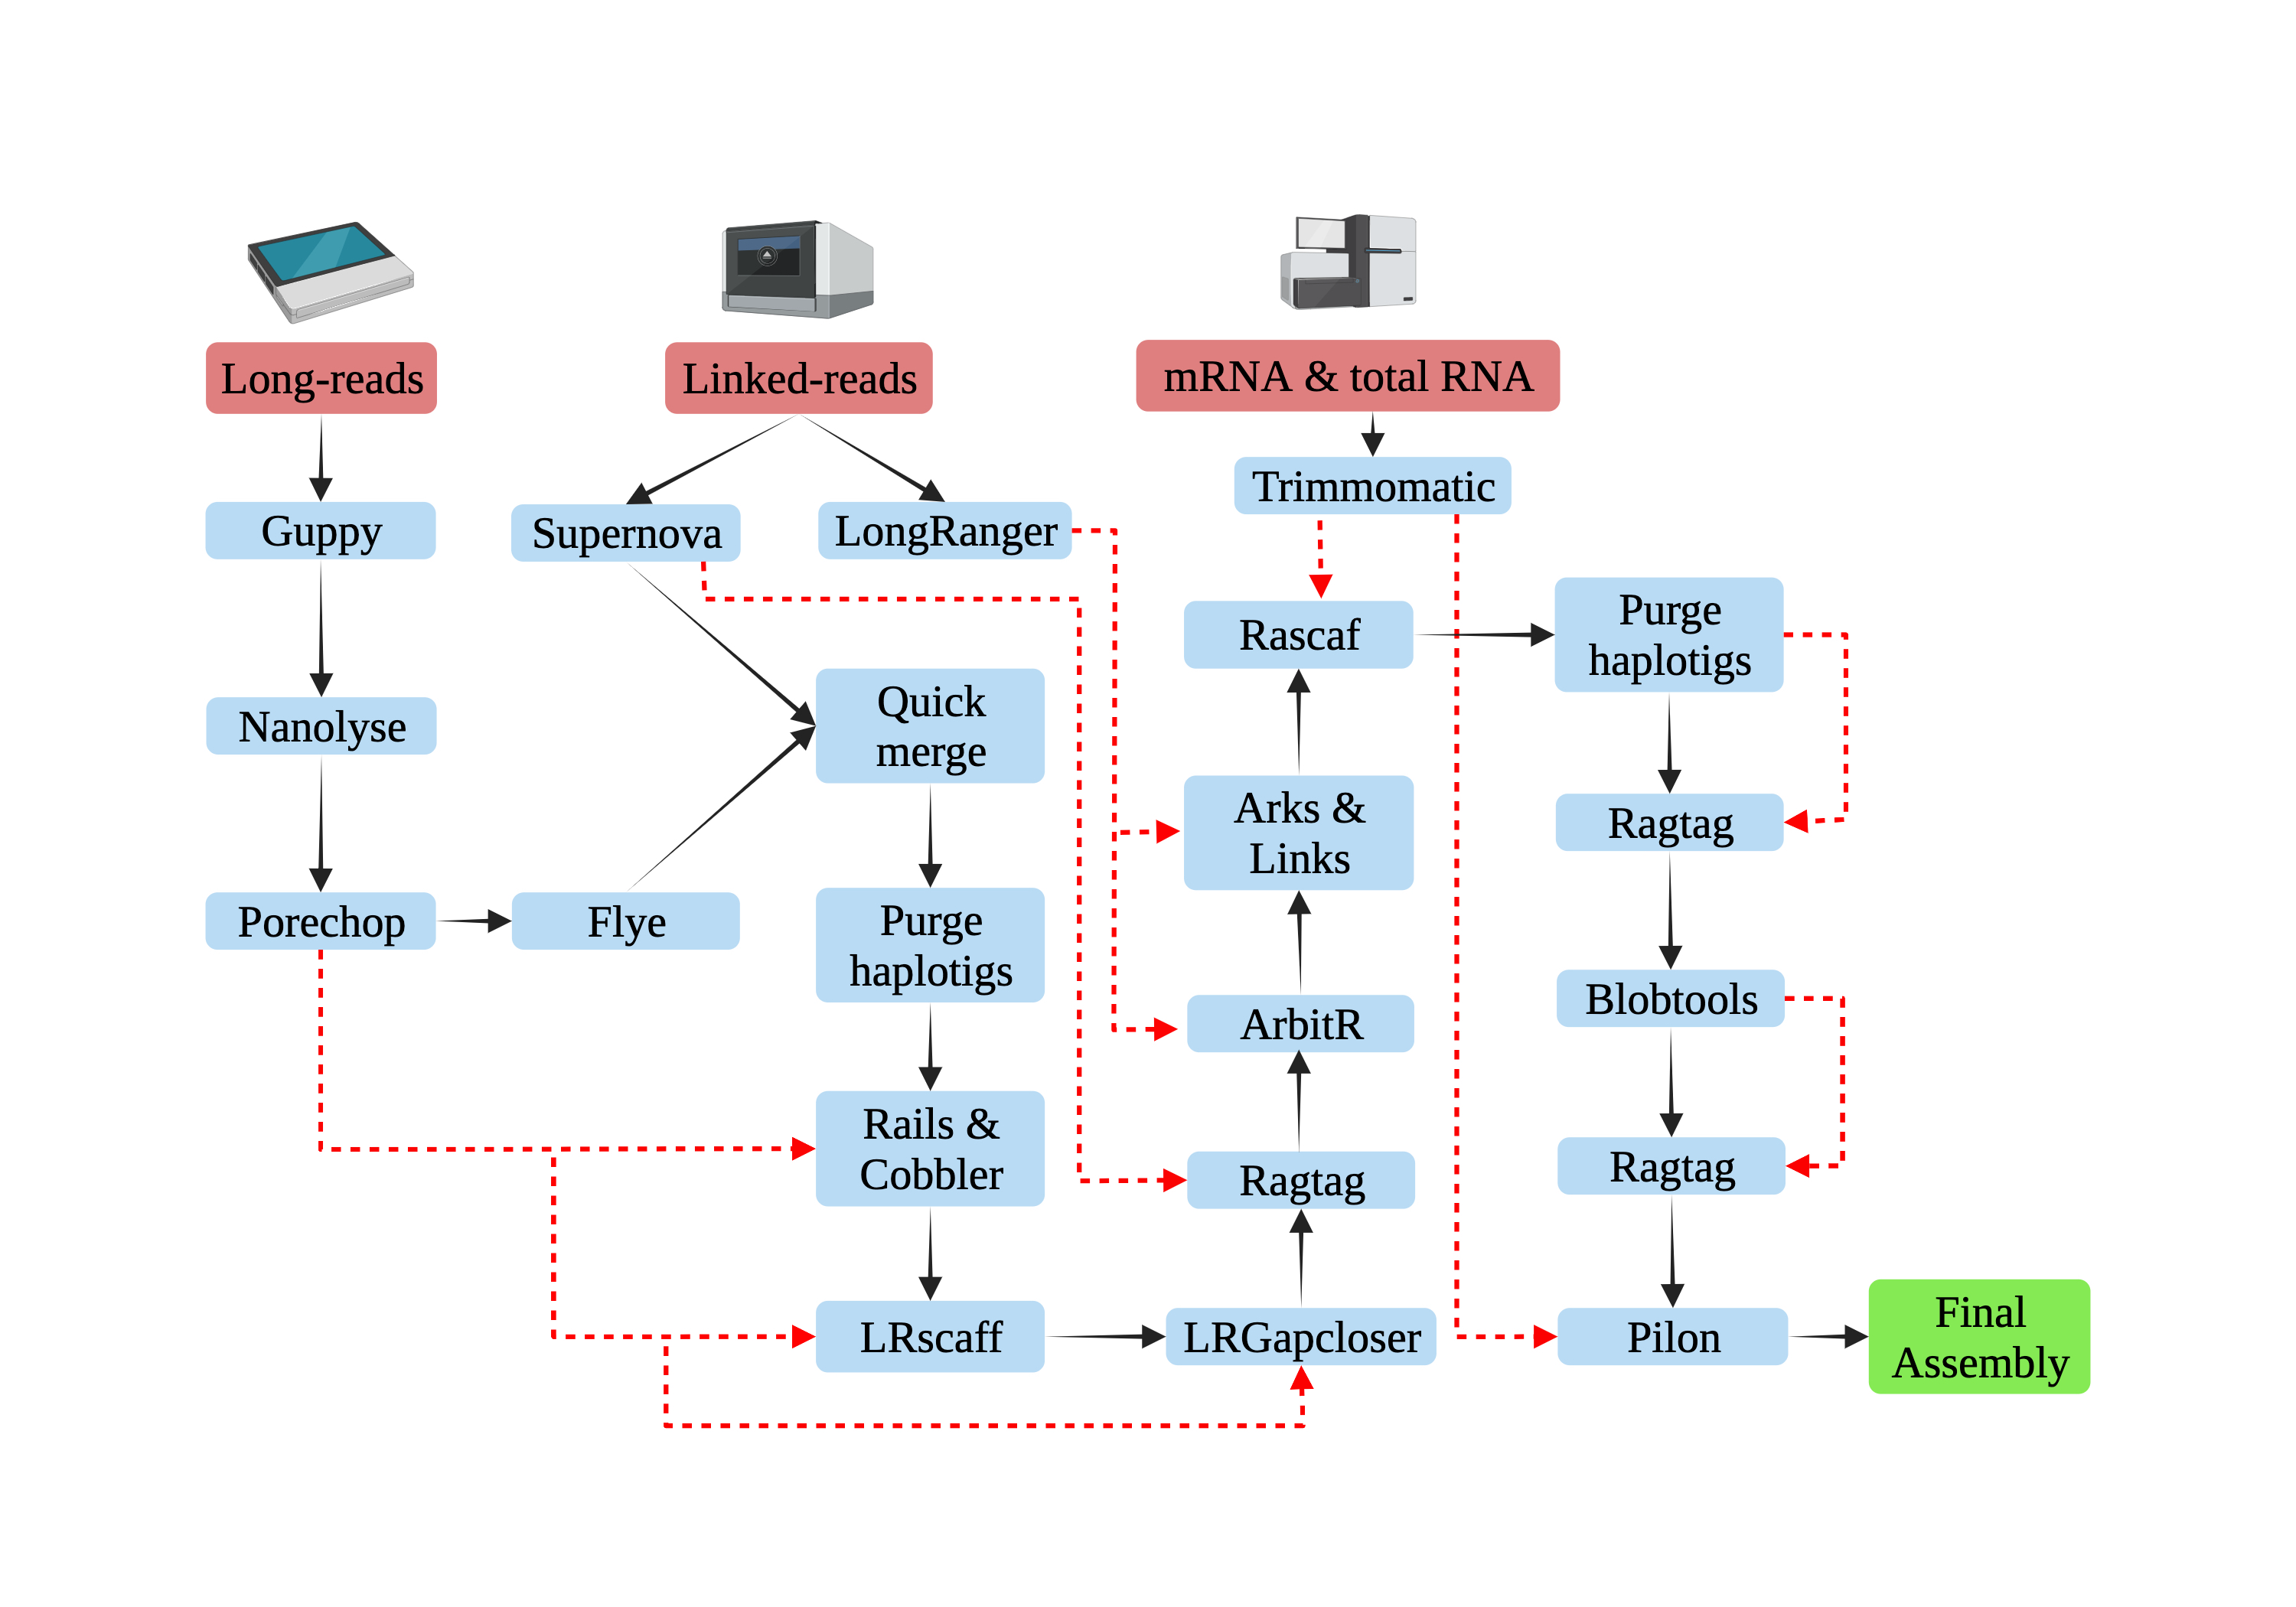 Long-reads
Linked-reads
mRNA & total RNA
Trimmomatic
Guppy
Supernova
LongRanger
Rascaf
Purge
haplotigs
Nanolyse
Quick
merge
Arks &
Links
Ragtag
Porechop
Flye
Purge
haplotigs
ArbitR
Blobtools
Rails &
Cobbler
Ragtag
Ragtag
LRscaff
LRGapcloser
Pilon
Final
Assembly